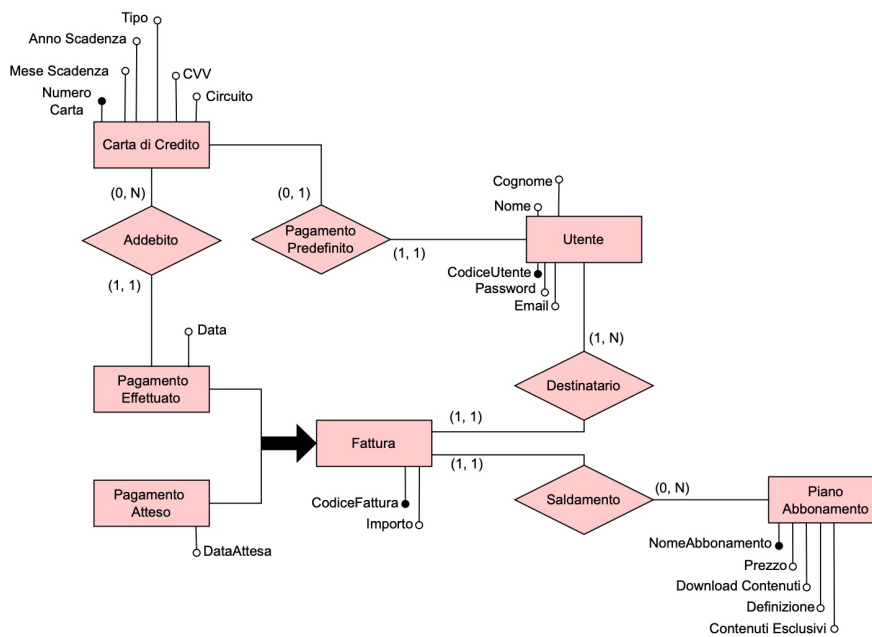 Tipo
Anno Scadenza
Mese Scadenza
CVV
Numero
Carta
Circuito
Carta di Credito
(0, N)
(0, 1)
Cognome
Nome
Addebito
Pagamento
Predefinito
Utente
(1, 1)
(1, 1)
CodiceUtente
Password
Email
Data
(1, N)
Pagamento
Effettuato
Destinatario
(1, 1)
Fattura
(1, 1)
Pagamento
Atteso
CodiceFattura
Importo
Saldamento
(0, N)
Piano
Abbonamento
DataAttesa
NomeAbbonamento
Prezzo
Download Contenuti
Definizione
Contenuti Esclusivi